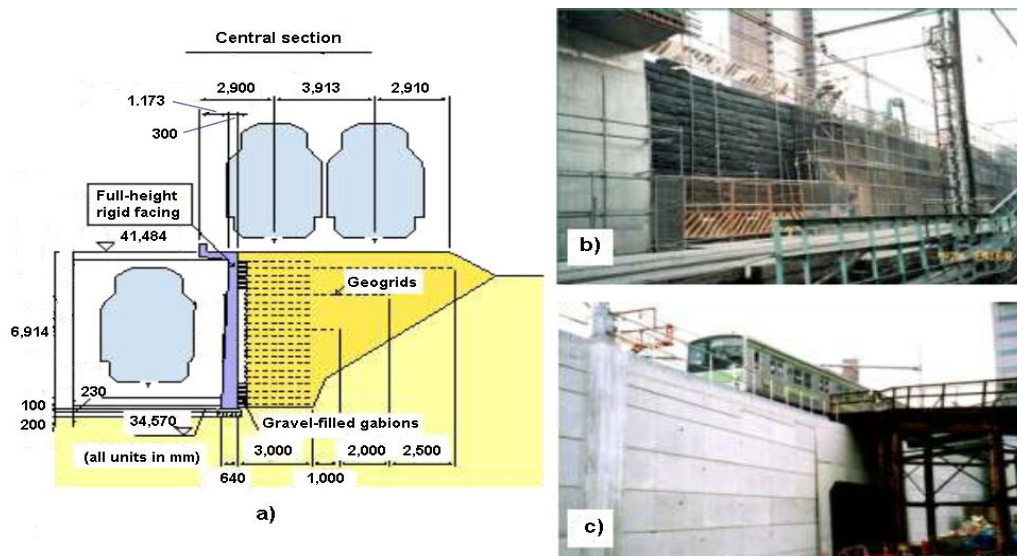 Central section
2,900
3,913
2,910
1.173
300
Full-height
rigid facing
41,484
Geogrids
6,914
230
100
200
34,570
Gravel-filled gabions
(all units in mm)
3,000
2,000
2,500
640
1,000
a)
b)
c)